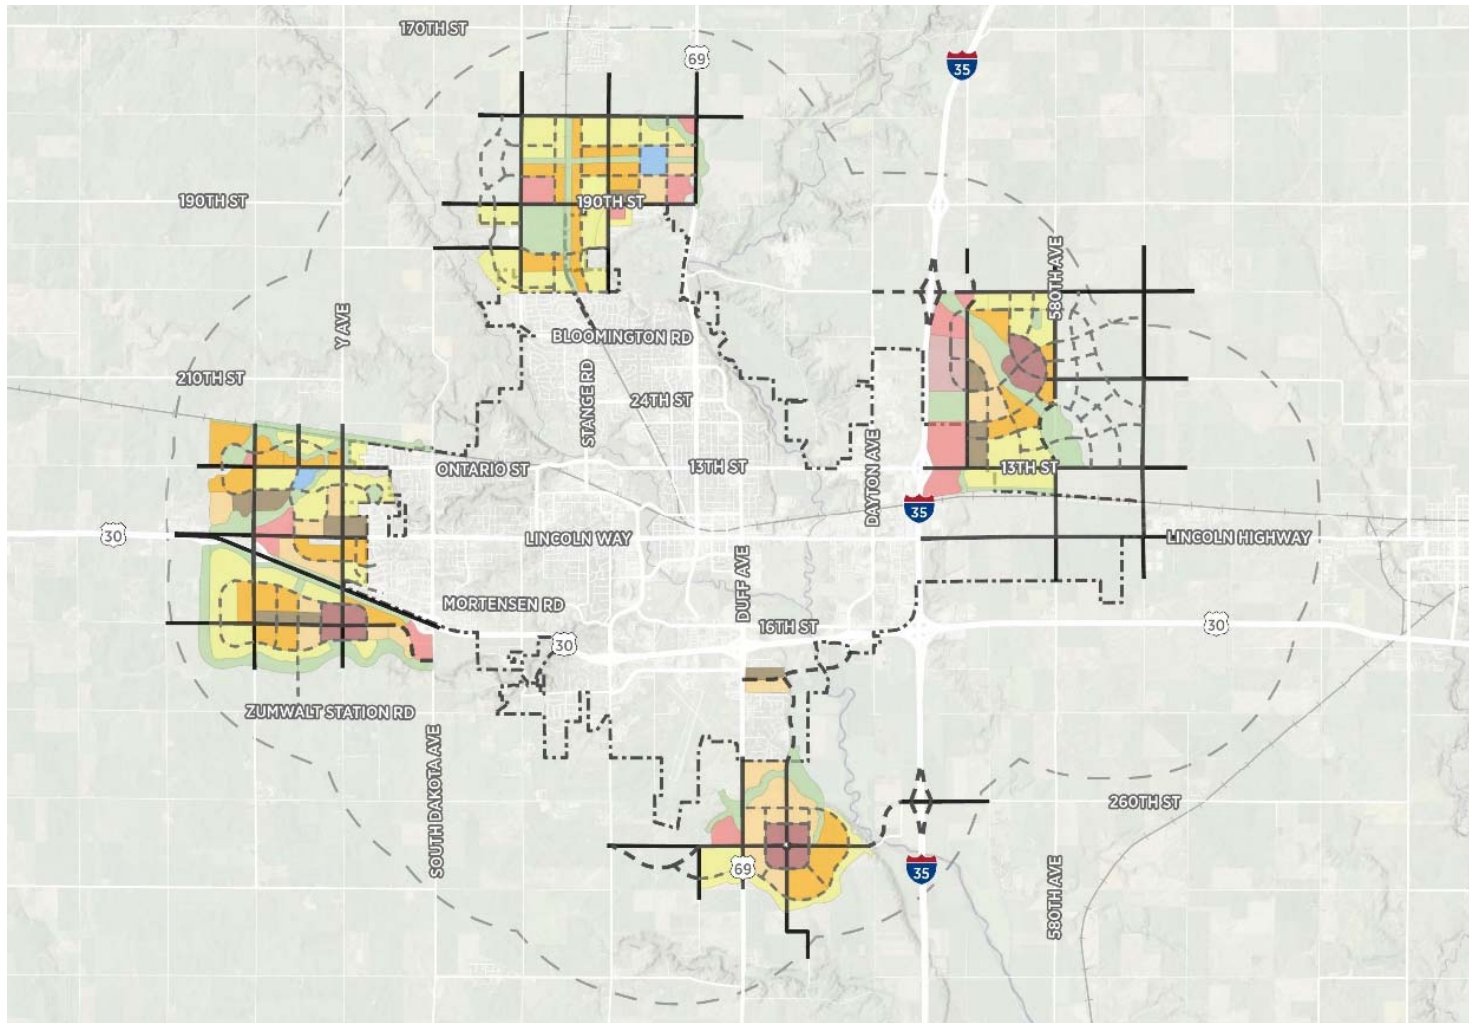 170TH ST
69
35
190TH ST
190TH ST
580TH AVE
Y AVE
BLOOMINGTON RD
210TH ST
STANGE RD
24TH ST
ONTARIO ST
13TH ST
DAYTON AVE
13TH ST
35
30
LINCOLN WAY
LINCOLN HIGHWAY
DUFF AVE
MORTENSEN RD
16TH ST
30
30
ZUMWALT STATION RD
SOUTH DAKOTA AVE
260TH ST
69
35
580TH AVE